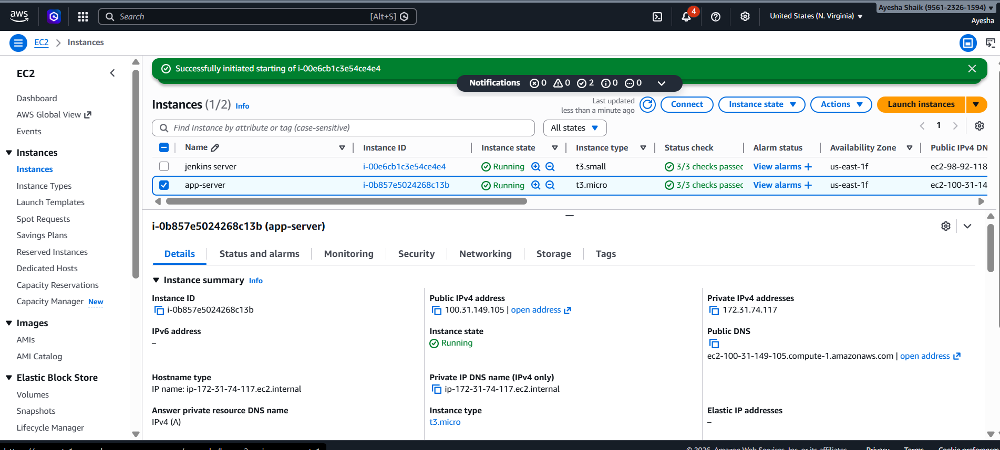 aws
Search [Alt+S]
4
United States (N. Virginia)
Ayesha Shaik (9561-2326-1594)
Ayesha
EC2 Instances
EC2
Dashboard
AWS Global View
Events
Instances
Instances
Instance Types
Launch Templates
Spot Requests
Savings Plans
Reserved Instances
Dedicated Hosts
Capacity Reservations
Capacity Manager New
Images
AMIs
AMI Catalog
Elastic Block Store
Volumes
Snapshots
Lifecycle Manager
Successfully initiated starting of i-00e6cb1c3e54ce4e4
Notifications 0 0 2 0 0
Instances (1/2) Info
Last updated
less than a minute ago
Connect Instance state Actions Launch instances
Find Instance by attribute or tag (case-sensitive) All states 1
Name Instance ID Instance state Instance type Status check Alarm status Availability Zone Public IPv4 DN
jenkins server i-00e6cb1c3e54ce4e4 Running t3.small 3/3 checks passec View alarms + us-east-1f ec2-98-92-118
app-server i-0b857e5024268c13b Running t3.micro 3/3 checks passec View alarms + us-east-1f ec2-100-31-14
i-0b857e5024268c13b (app-server)
Details Status and alarms Monitoring Security Networking Storage Tags
Instance summary Info
Instance ID
i-0b857e5024268c13b
Public IPv4 address
100.31.149.105 | open address
Private IPv4 addresses
172.31.74.117
IPv6 address
–
Instance state
Running
Public DNS
ec2-100-31-149-105.compute-1.amazonaws.com | open address
Hostname type
IP name: ip-172-31-74-117.ec2.internal
Private IP DNS name (IPv4 only)
ip-172-31-74-117.ec2.internal
Answer private resource DNS name
IPv4 (A)
Instance type
t3.micro
Elastic IP addresses
–
© 2026, Amazon Web Services, Inc. or its affiliates. Privacy Terms Cookie preferences